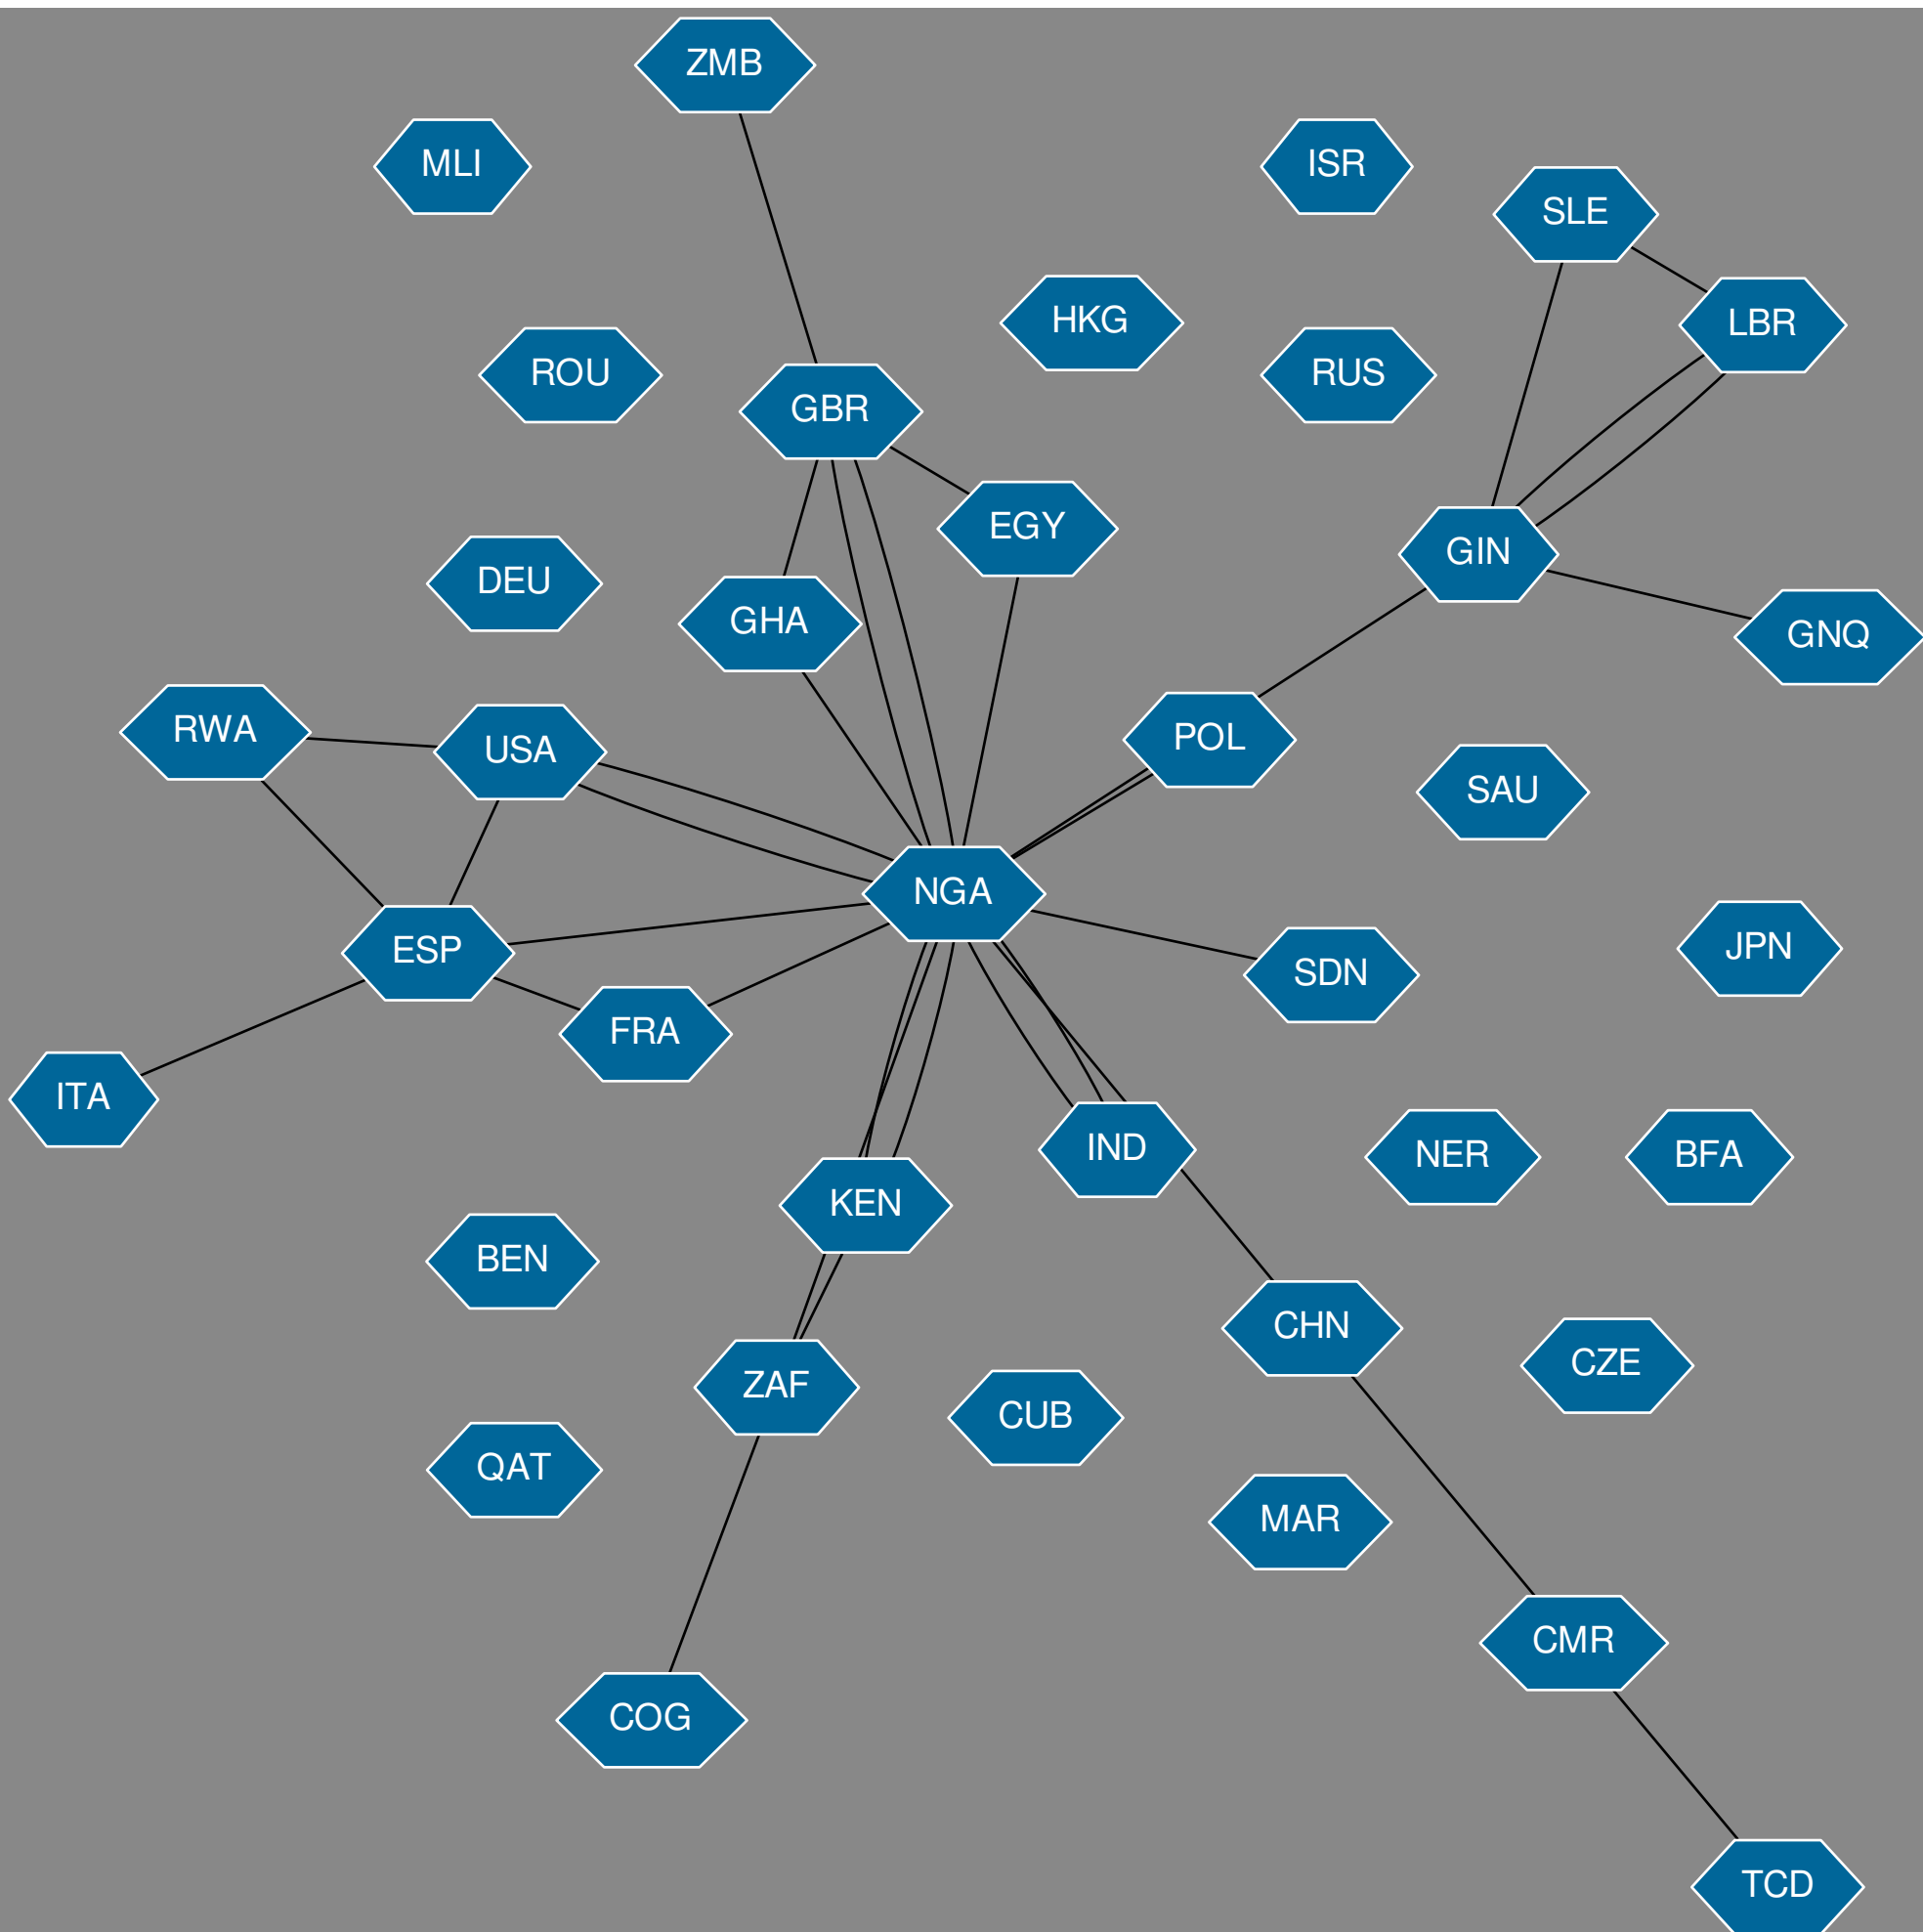 ZMB
MLI
ISR
SLE
HKG
LBR
ROU
RUS
GBR
EGY
GIN
DEU
GHA
GNQ
RWA
USA
POL
SAU
NGA
ESP
JPN
SDN
FRA
ITA
IND
NER
BFA
KEN
BEN
CHN
CZE
ZAF
CUB
QAT
MAR
CMR
COG
TCD